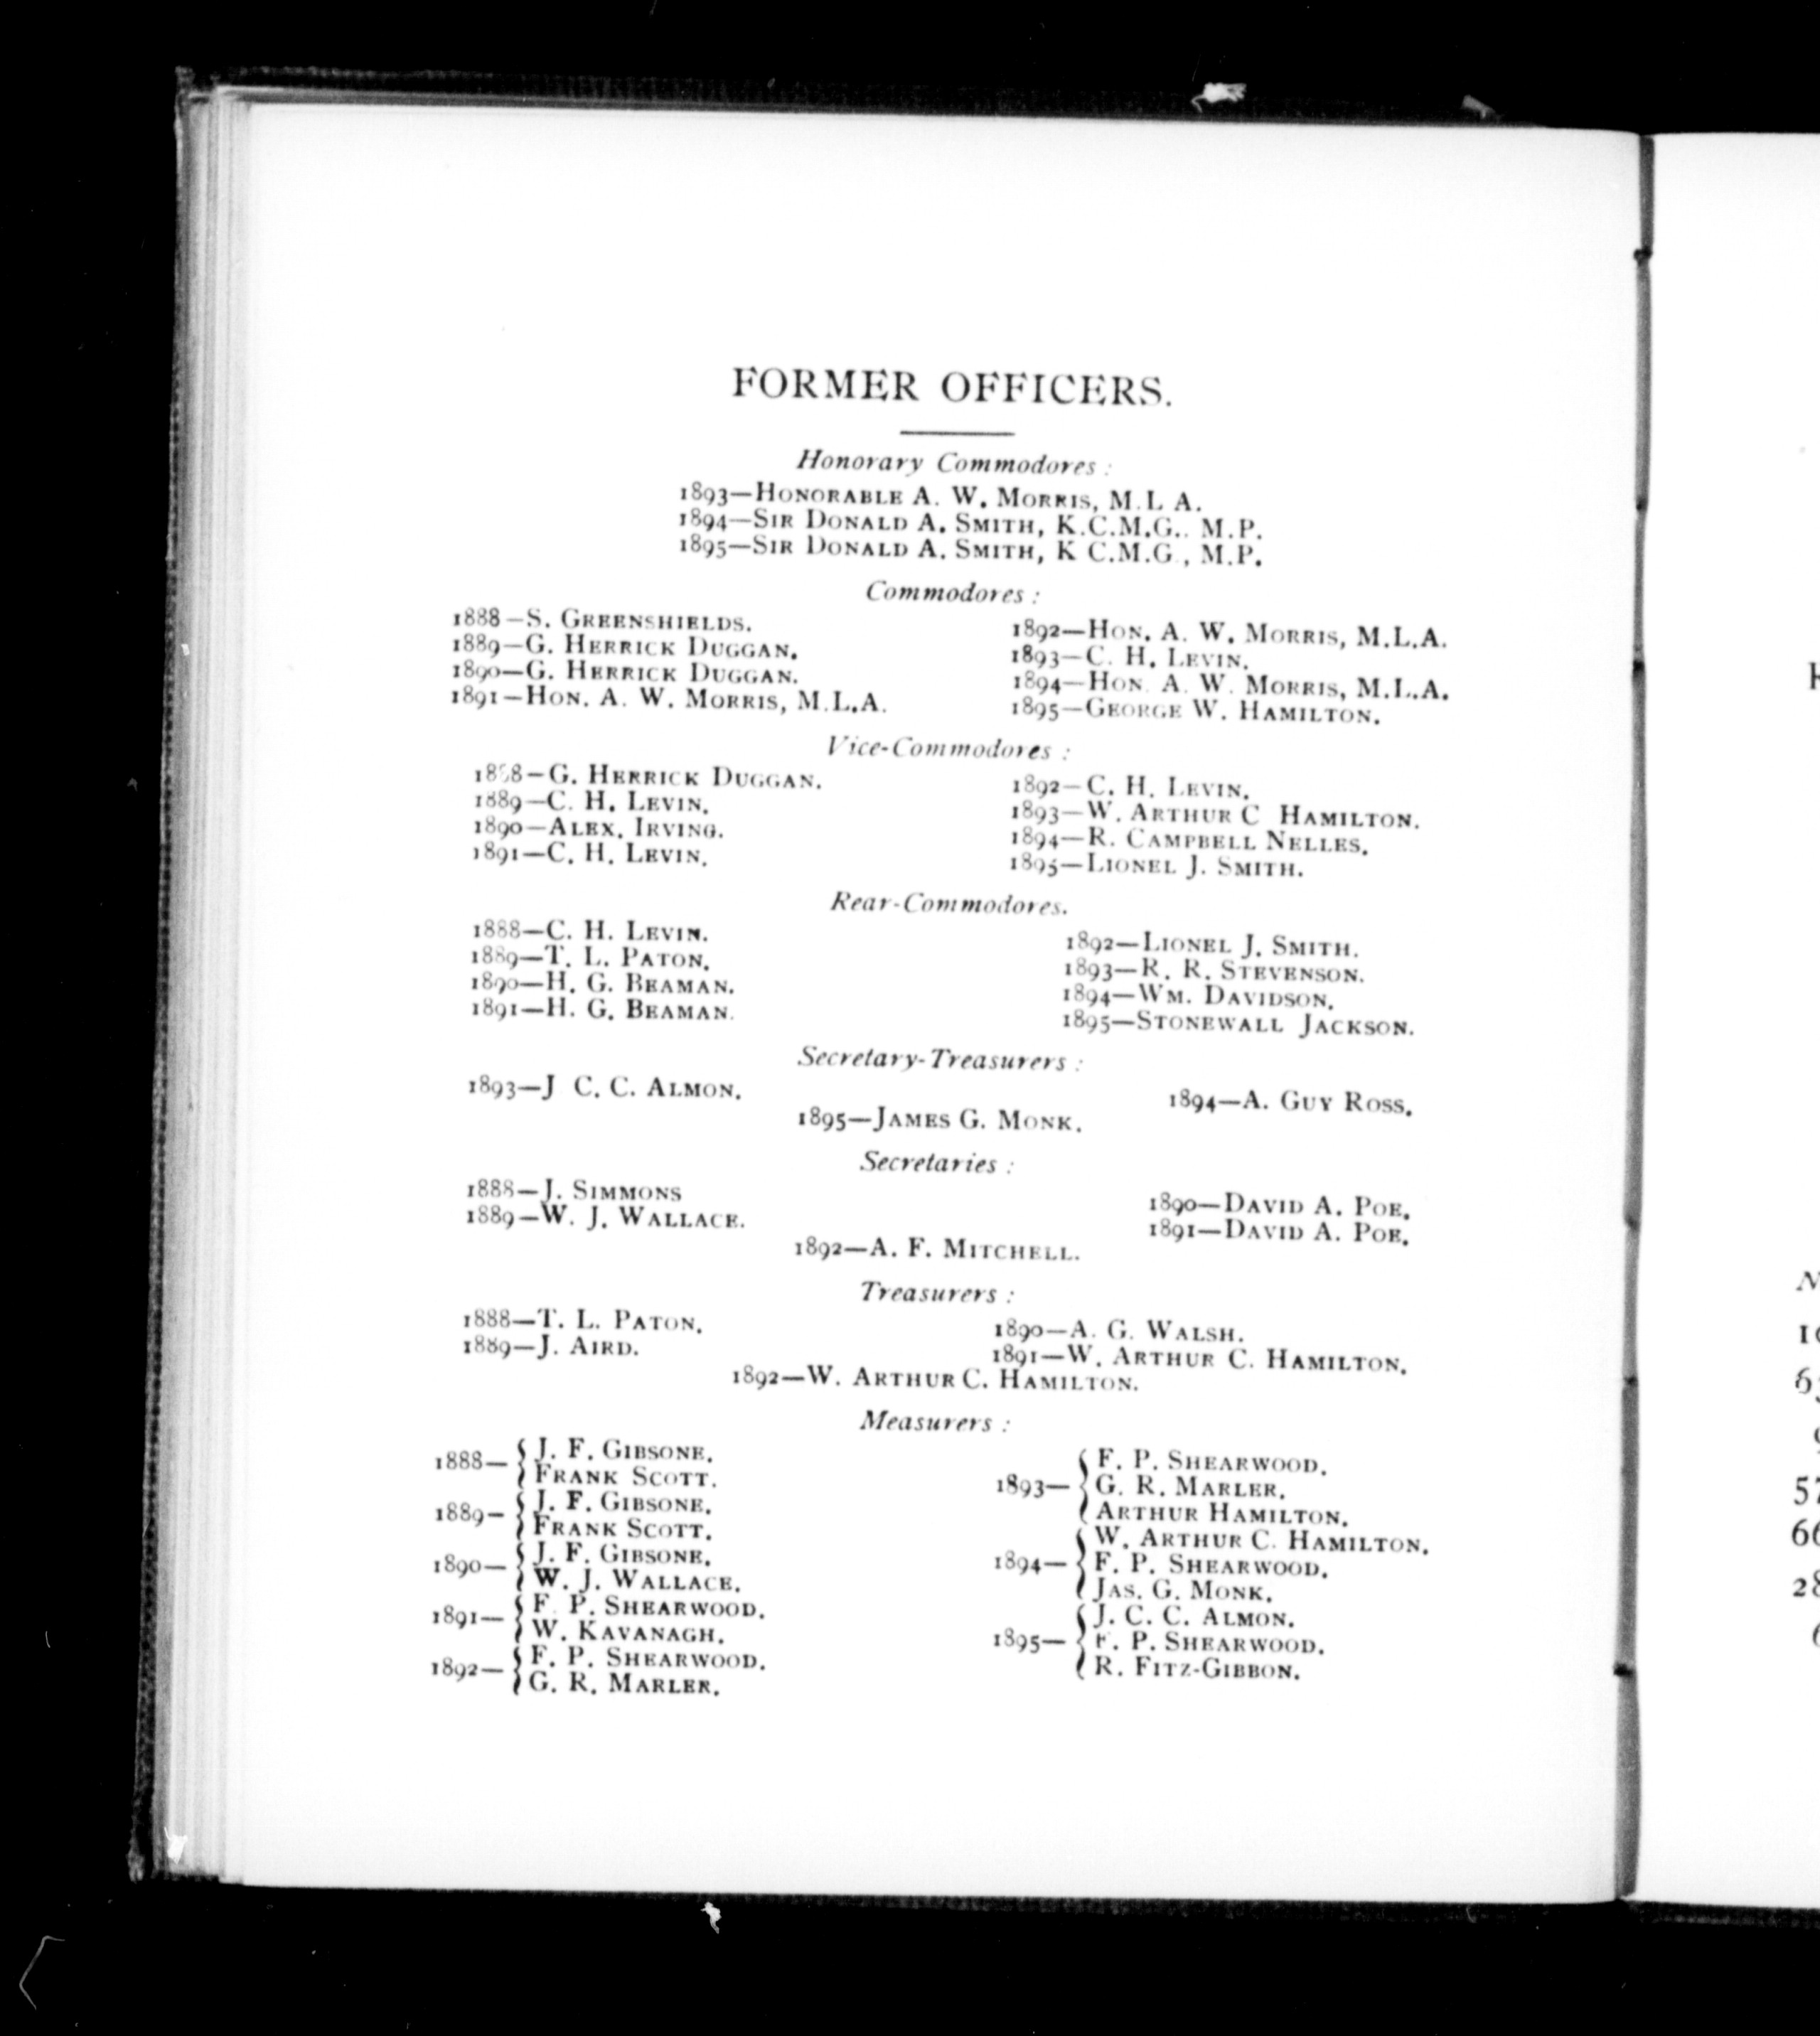 FORMER OFFICERS.
Honorary Commodores :
1893—HONORABLE A. W. MORRIS, M.L A.
1894—SIR DONALD A. SMITH, K.C.M.G., M.P.
1895—SIR DONALD A. SMITH, K C.M.G., M.P.
Commodores :
1888—S. GREENSHIELDS.
1889—G. HERRICK DUGGAN.
1890—G. HERRICK DUGGAN.
1891—HON. A. W. MORRIS, M.L.A.
1892—HON. A. W. MORRIS, M.L.A.
1893—C. H. LEVIN.
1894—HON. A. W. MORRIS, M.L.A.
1895—GEORGE W. HAMILTON.
Vice-Commodores :
1888—G. HERRICK DUGGAN.
1889—C. H. LEVIN.
1890—ALEX. IRVING.
1891—C. H. LEVIN.
1892—C. H. LEVIN.
1893—W. ARTHUR C HAMILTON.
1894—R. CAMPBELL NELLES.
1895—LIONEL J. SMITH.
Rear-Commodores.
1888—C. H. LEVIN.
1889—T. L. PATON.
1890—H. G. BEAMAN.
1891—H. G. BEAMAN.
1892—LIONEL J. SMITH.
1893—R. R. STEVENSON.
1894—WM. DAVIDSON.
1895—STONEWALL JACKSON.
Secretary-Treasurers :
1893—J C. C. ALMON.
1894—A. GUY ROSS.
1895—JAMES G. MONK.
Secretaries :
1888—J. SIMMONS
1889—W. J. WALLACE.
1890—DAVID A. POE.
1891—DAVID A. POE.
1892—A. F. MITCHELL.
Treasurers :
1888—T. L. PATON.
1889—J. AIRD.
1890—A. G. WALSH.
1891—W. ARTHUR C. HAMILTON.
1892—W. ARTHUR C. HAMILTON.
Measurers :
1888— { J. F. GIBSONE.
FRANK SCOTT.
1889— { J. F. GIBSONE.
FRANK SCOTT.
1890— { J. F. GIBSONE.
W. J. WALLACE.
1891— { F. P. SHEARWOOD.
W. KAVANAGH.
1892— { F. P. SHEARWOOD.
G. R. MARLER.
F. P. SHEARWOOD.
1893— { G. R. MARLER.
ARTHUR HAMILTON.
W. ARTHUR C. HAMILTON.
1894— { F. P. SHEARWOOD.
JAS. G. MONK.
J. C. C. ALMON.
1895— { F. P. SHEARWOOD.
R. FITZ-GIBBON.